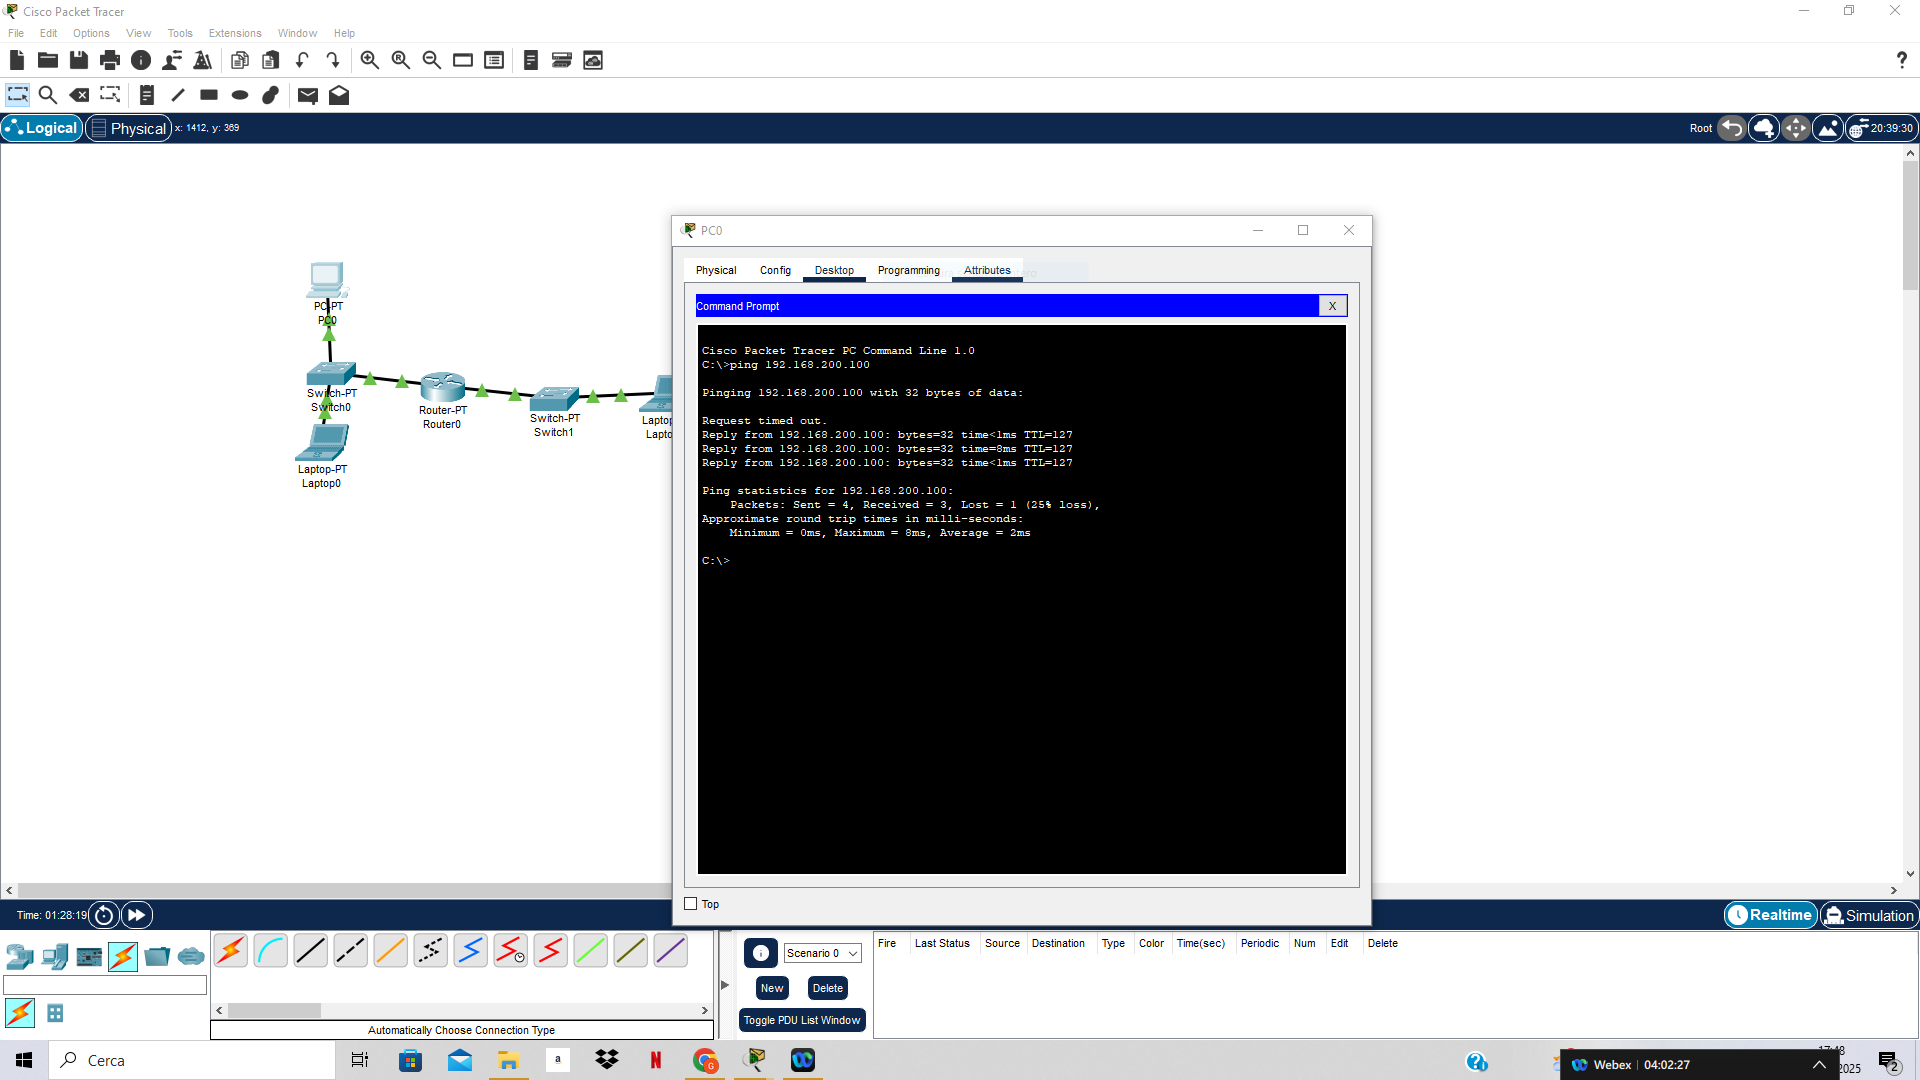 Cisco Packet Tracer
File Edit Options View Tools Extensions Window Help
?
Logical Physical x: 1412, y: 369
Root 20:39:30
PC0
Physical Config Desktop Programming Attributes
Command Prompt X
Cisco Packet Tracer PC Command Line 1.0
C:\>ping 192.168.200.100
Pinging 192.168.200.100 with 32 bytes of data:
Request timed out.
Reply from 192.168.200.100: bytes=32 time<1ms TTL=127
Reply from 192.168.200.100: bytes=32 time=8ms TTL=127
Reply from 192.168.200.100: bytes=32 time<1ms TTL=127
Ping statistics for 192.168.200.100:
Packets: Sent = 4, Received = 3, Lost = 1 (25% loss),
Approximate round trip times in milli-seconds:
Minimum = 0ms, Maximum = 8ms, Average = 2ms
C:\>
Top
PC-PT
PC0
Switch-PT
Switch0
Router-PT
Router0
Switch-PT
Switch1
Laptop
Lapto
Laptop-PT
Laptop0
Time: 01:28:19
Realtime Simulation
Scenario 0
New Delete
Toggle PDU List Window
Fire Last Status Source Destination Type Color Time(sec) Periodic Num Edit Delete
Automatically Choose Connection Type
Cerca
a
N
G
Webex 04:02:27
2025
2